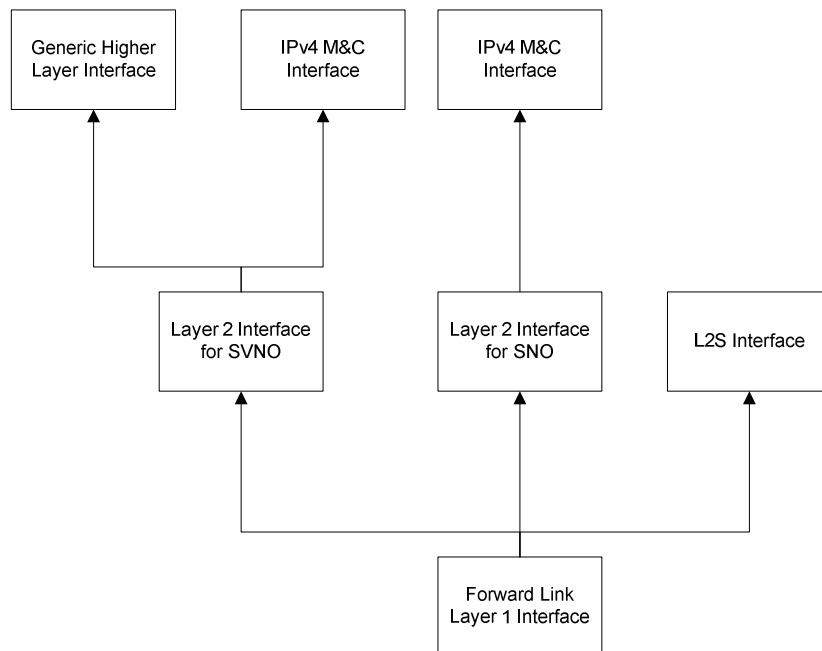 Generic Higher
Layer Interface
IPv4 M&C
Interface
IPv4 M&C
Interface
Layer 2 Interface
for SVNO
Layer 2 Interface
for SNO
L2S Interface
Forward Link
Layer 1 Interface